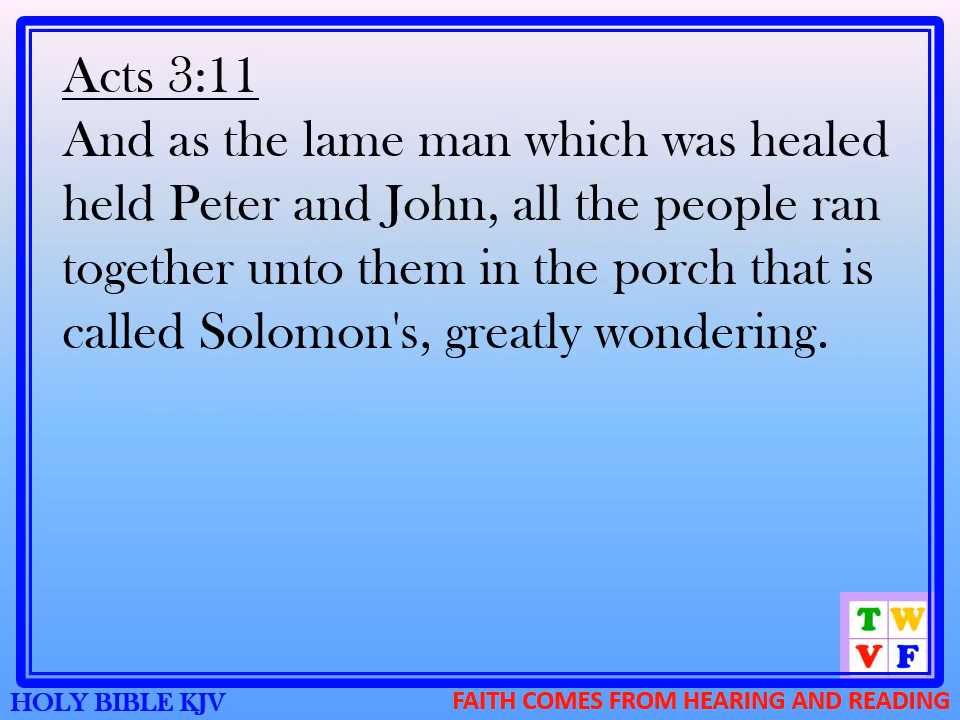 Acts 3:11
And as the lame man which was healed
held Peter and John, all the people ran
together unto them in the porch that is
called Solomon's, greatly wondering.
T W
V F
HOLY BIBLE KJV
FAITH COMES FROM HEARING AND READING